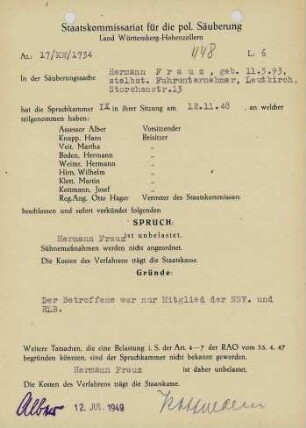 Staatskommissariat für die pol. Säuberung
Land Württemberg-Hohenzollern
Az.: 17/KW/1734
1148
L: 6
In der Säuberungssache: Hermann Frauz, geb. 11.5.93,
selbst. Fuhrunternehmer, Leutkirch,
Storchenstr.13
hat die Spruchkammer IX in ihrer Sitzung am 12.11.48, an welcher
teilgenommen haben:
Assessor Alber Vorsitzender
Knapp, Hans Beisitzer
Veit, Martha
Boden, Hermann
Weimer, Hermann
Hirn, Wilhelm
Klett, Martin
Kottmann, Josef
Reg.Ang. Otto Hager Vertreter des Staatskommissars
beschlossen und sofort verkündet folgenden
SPRUCH:
Hermann Frauz ist unbelastet.
Sühnemaßnahmen werden nicht angeordnet.
Die Kosten des Verfahrens trägt die Staatskasse.
Gründe:
Der Betroffene war nur Mitglied der NSV. und
RLB.
Weitere Tatsachen, die eine Belastung i. S. der Art. 4–7 der RAO vom 25. 4. 47
begründen könnten, sind der Spruchkammer nicht bekannt geworden.
Hermann Frauz ist daher unbelastet.
Die Kosten des Verfahrens trägt die Staatskasse.
Alber
12. JUL. 1949